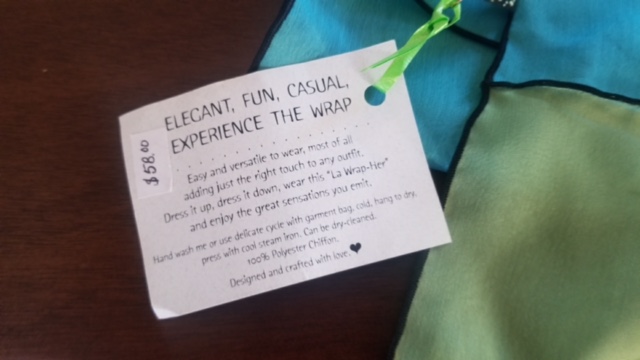 ELEGANT, FUN, CASUAL,
EXPERIENCE THE WRAP
$58.00
Easy and versatile to wear, most of all
adding just the right touch to any outfit.
Dress it up, dress it down, wear this "La Wrap-Her"
and enjoy the great sensations you emit.
Hand wash me or use delicate cycle with garment bag, cold, hang to dry,
press with cool steam iron. Can be dry-cleaned.
100% Polyester Chiffon.
Designed and crafted with love.